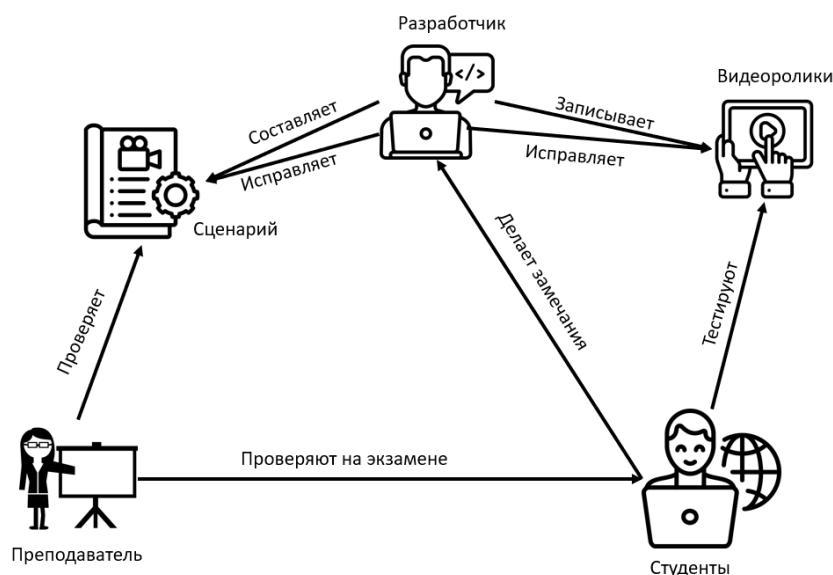 Разработчик
Видеоролики
</>
Составляет
Записывает
Исправляет
Исправляет
Сценарий
Делает замечания
Проверяет
Тестируют
Проверяют на экзамене
Преподаватель
Студенты